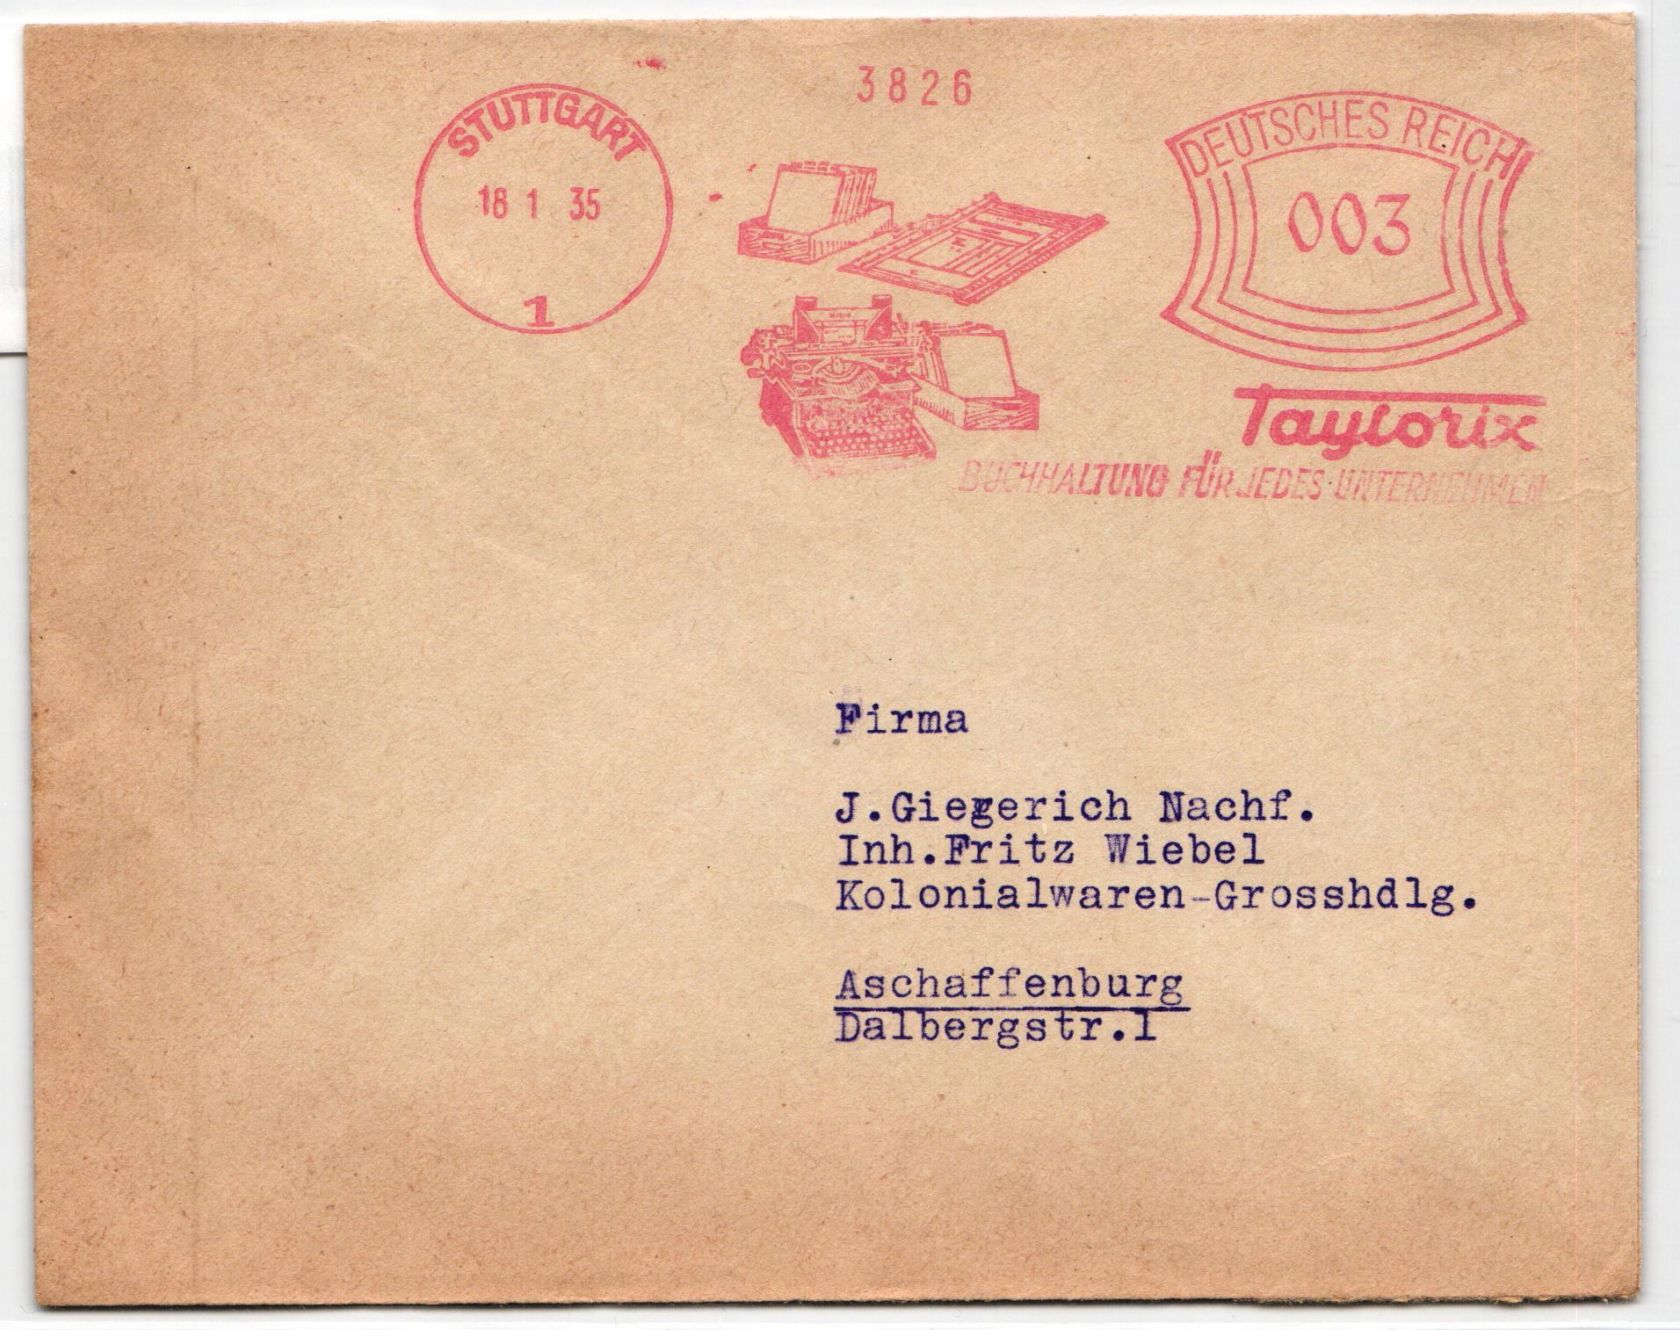 STUTTGART
18 1 35
1
3826
DEUTSCHES REICH
003
Taylorix
BUCHHALTUNG FÜR JEDES UNTERNEHMEN
Firma
J.Giegerich Nachf.
Inh.Fritz Wiebel
Kolonialwaren-Grosshdlg.
Aschaffenburg
Dalbergstr.1